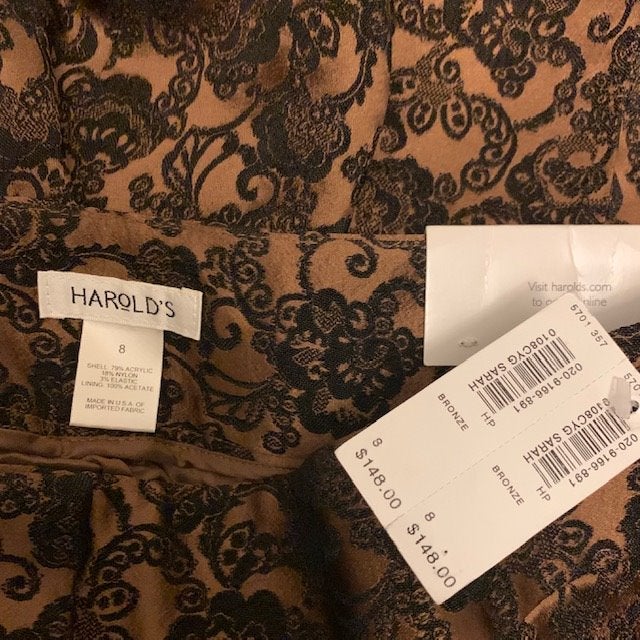 HAROLD'S
8
SHELL: 79% ACRYLIC
18% NYLON
3% ELASTIC
LINING: 100% ACETATE
MADE IN U.S.A. OF
IMPORTED FABRIC
Visit harolds.com
to online
0108CYG SARAH
020-9166-891
HP
BRONZE
8
$148.00
0108CYG SARAH
020-9166-891
HP
BRONZE
8
$148.00